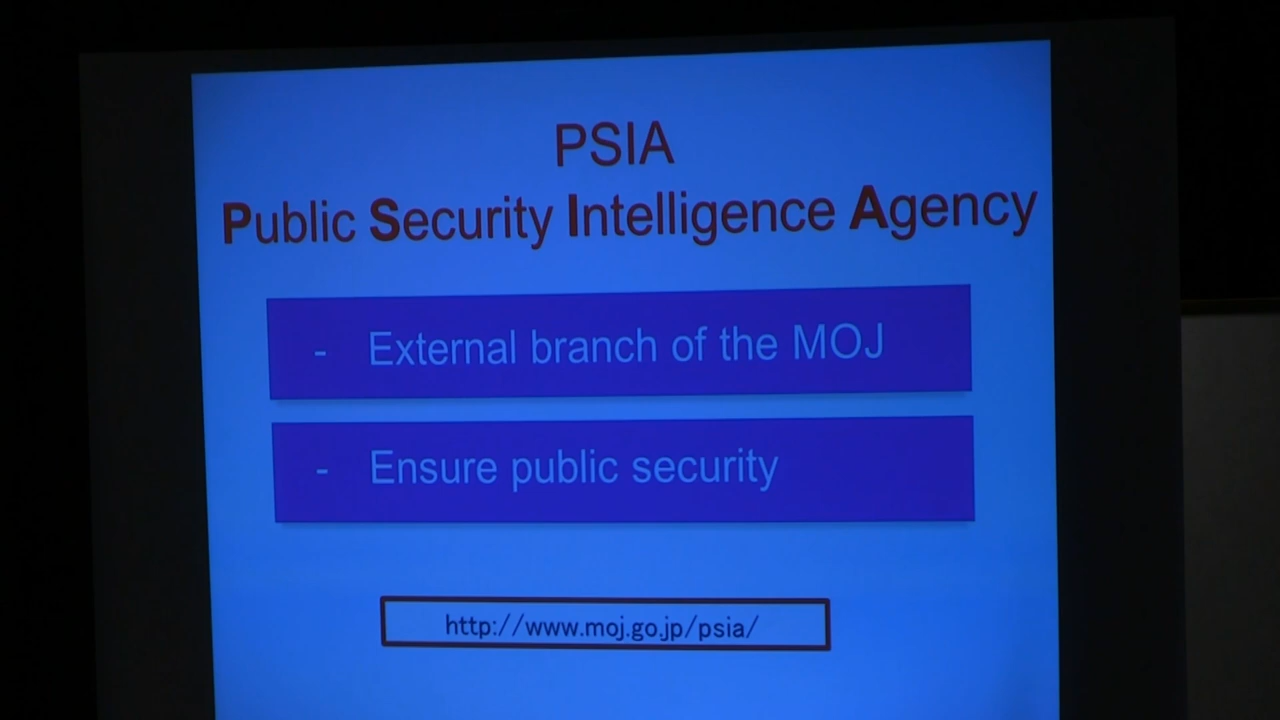 PSIA
Public Security Intelligence Agency
- External branch of the MOJ
- Ensure public security
http://www.moj.go.jp/psia/